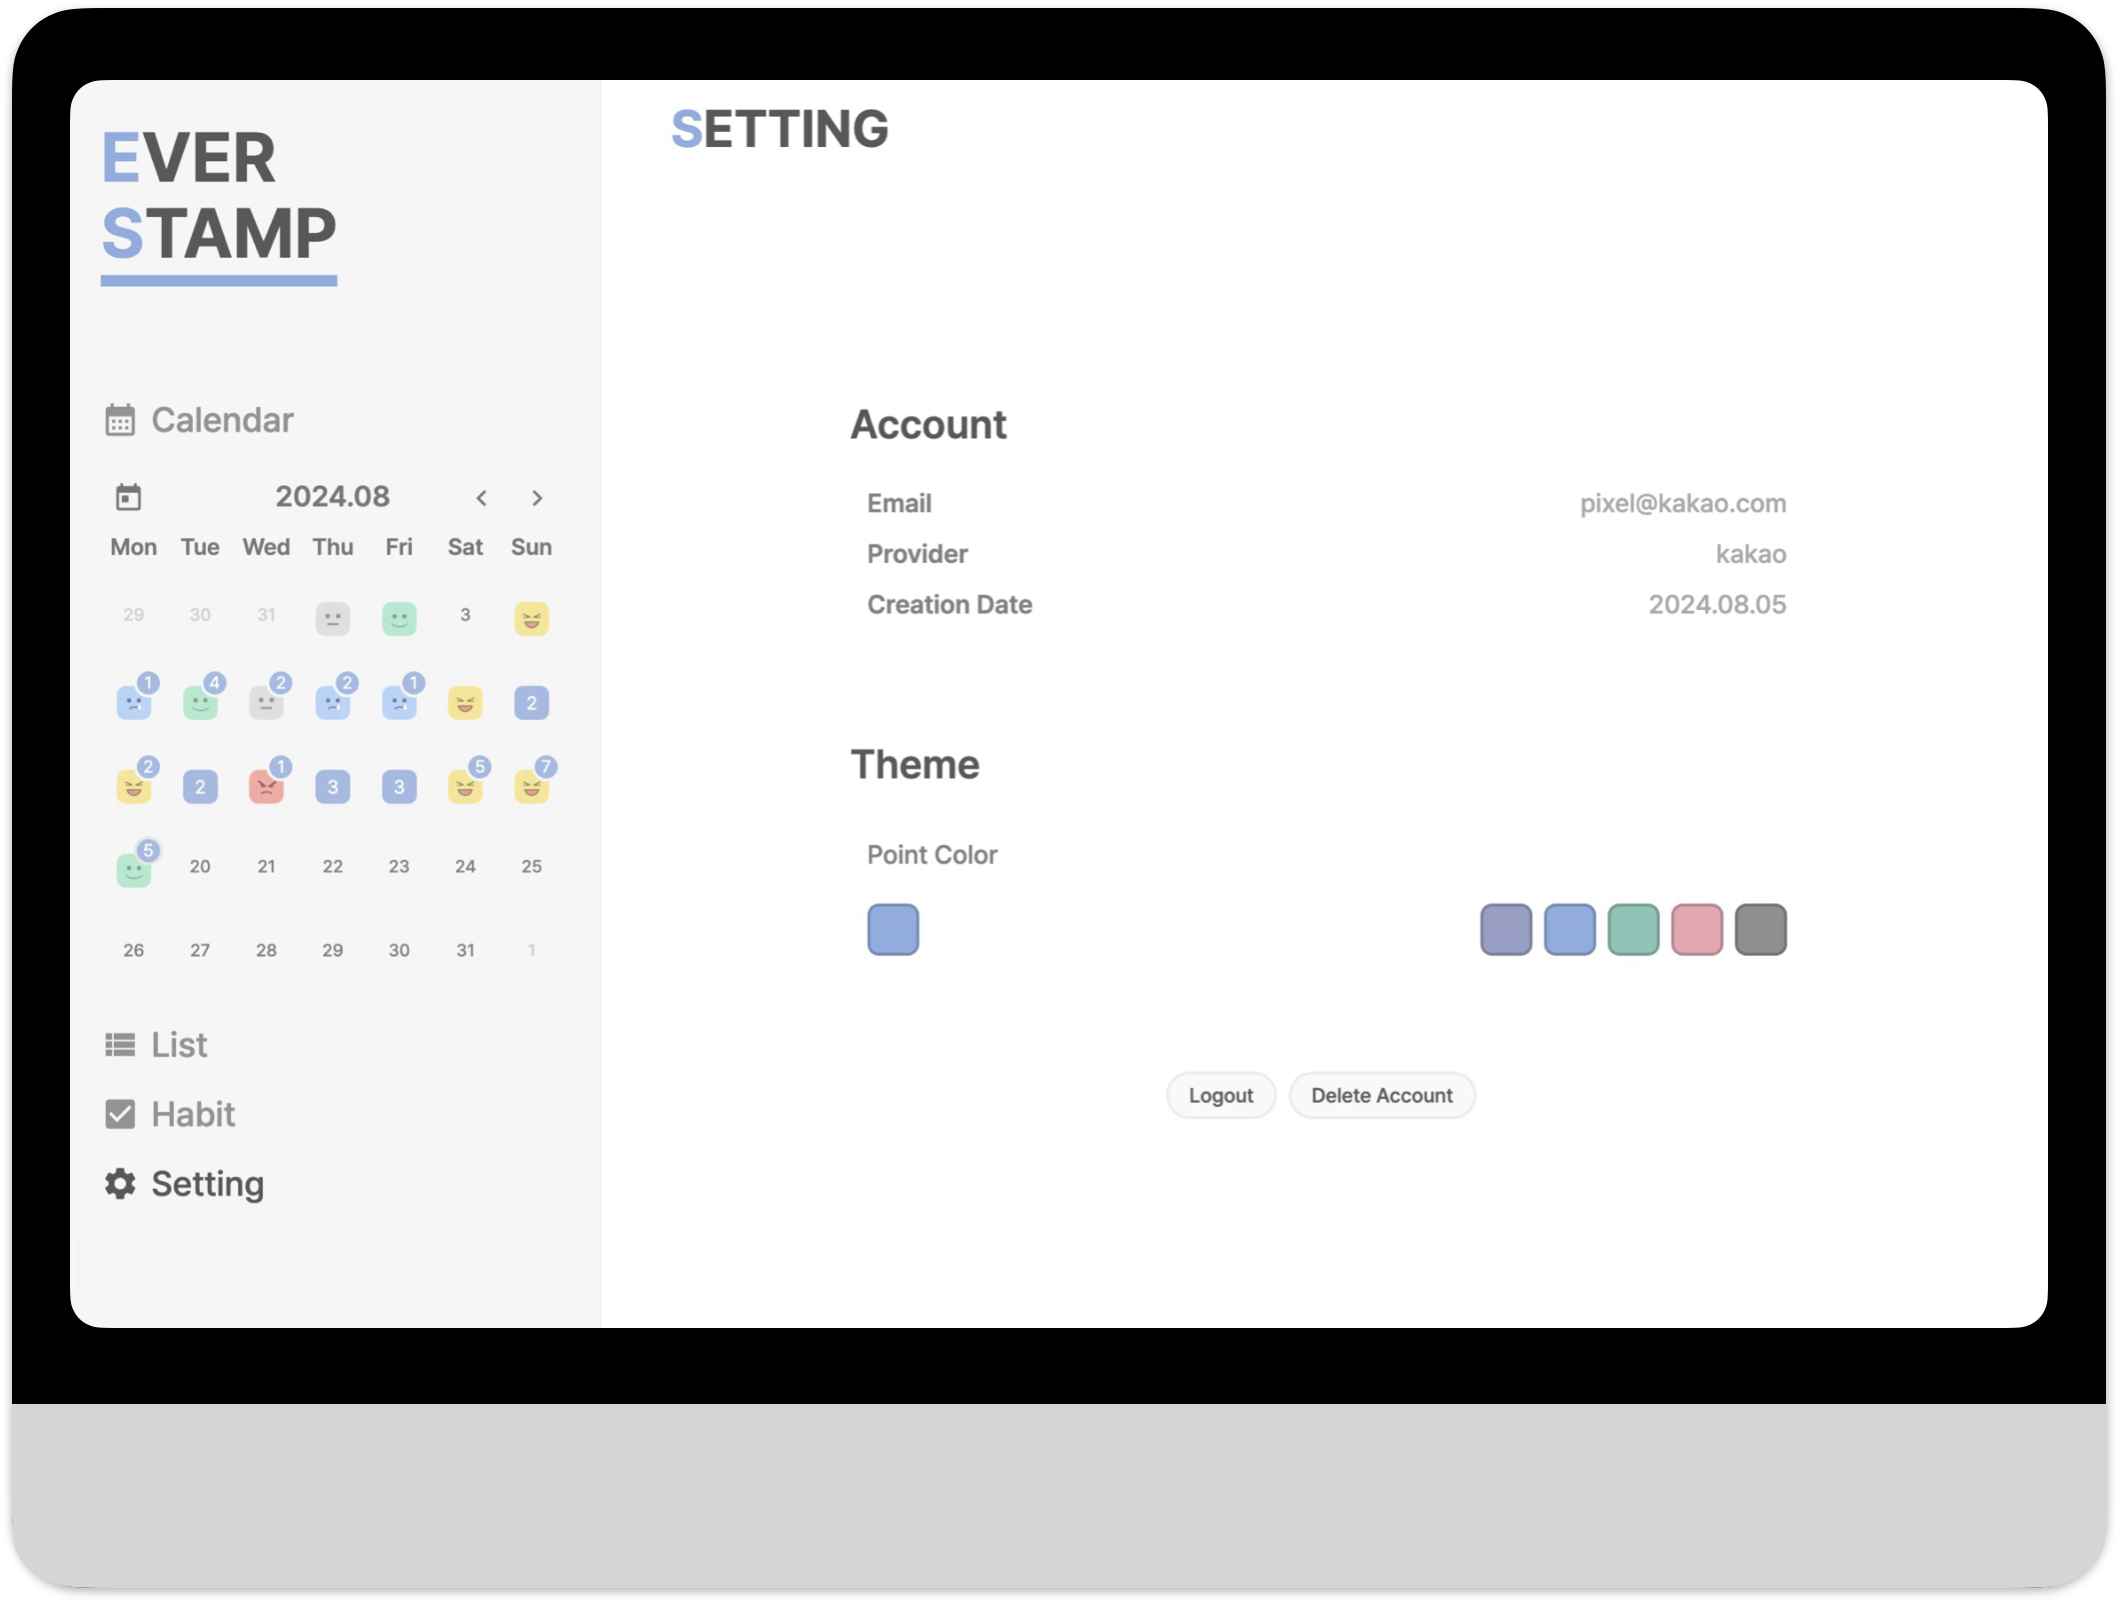 EVER
STAMP
Calendar
2024.08
Mon Tue Wed Thu Fri Sat Sun
29 30 31 3
1 4 2 2 1 2
2 2 1 3 3 5 7
5 20 21 22 23 24 25
26 27 28 29 30 31 1
List
Habit
Setting
SETTING
Account
Email pixel@kakao.com
Provider kakao
Creation Date 2024.08.05
Theme
Point Color
Logout Delete Account